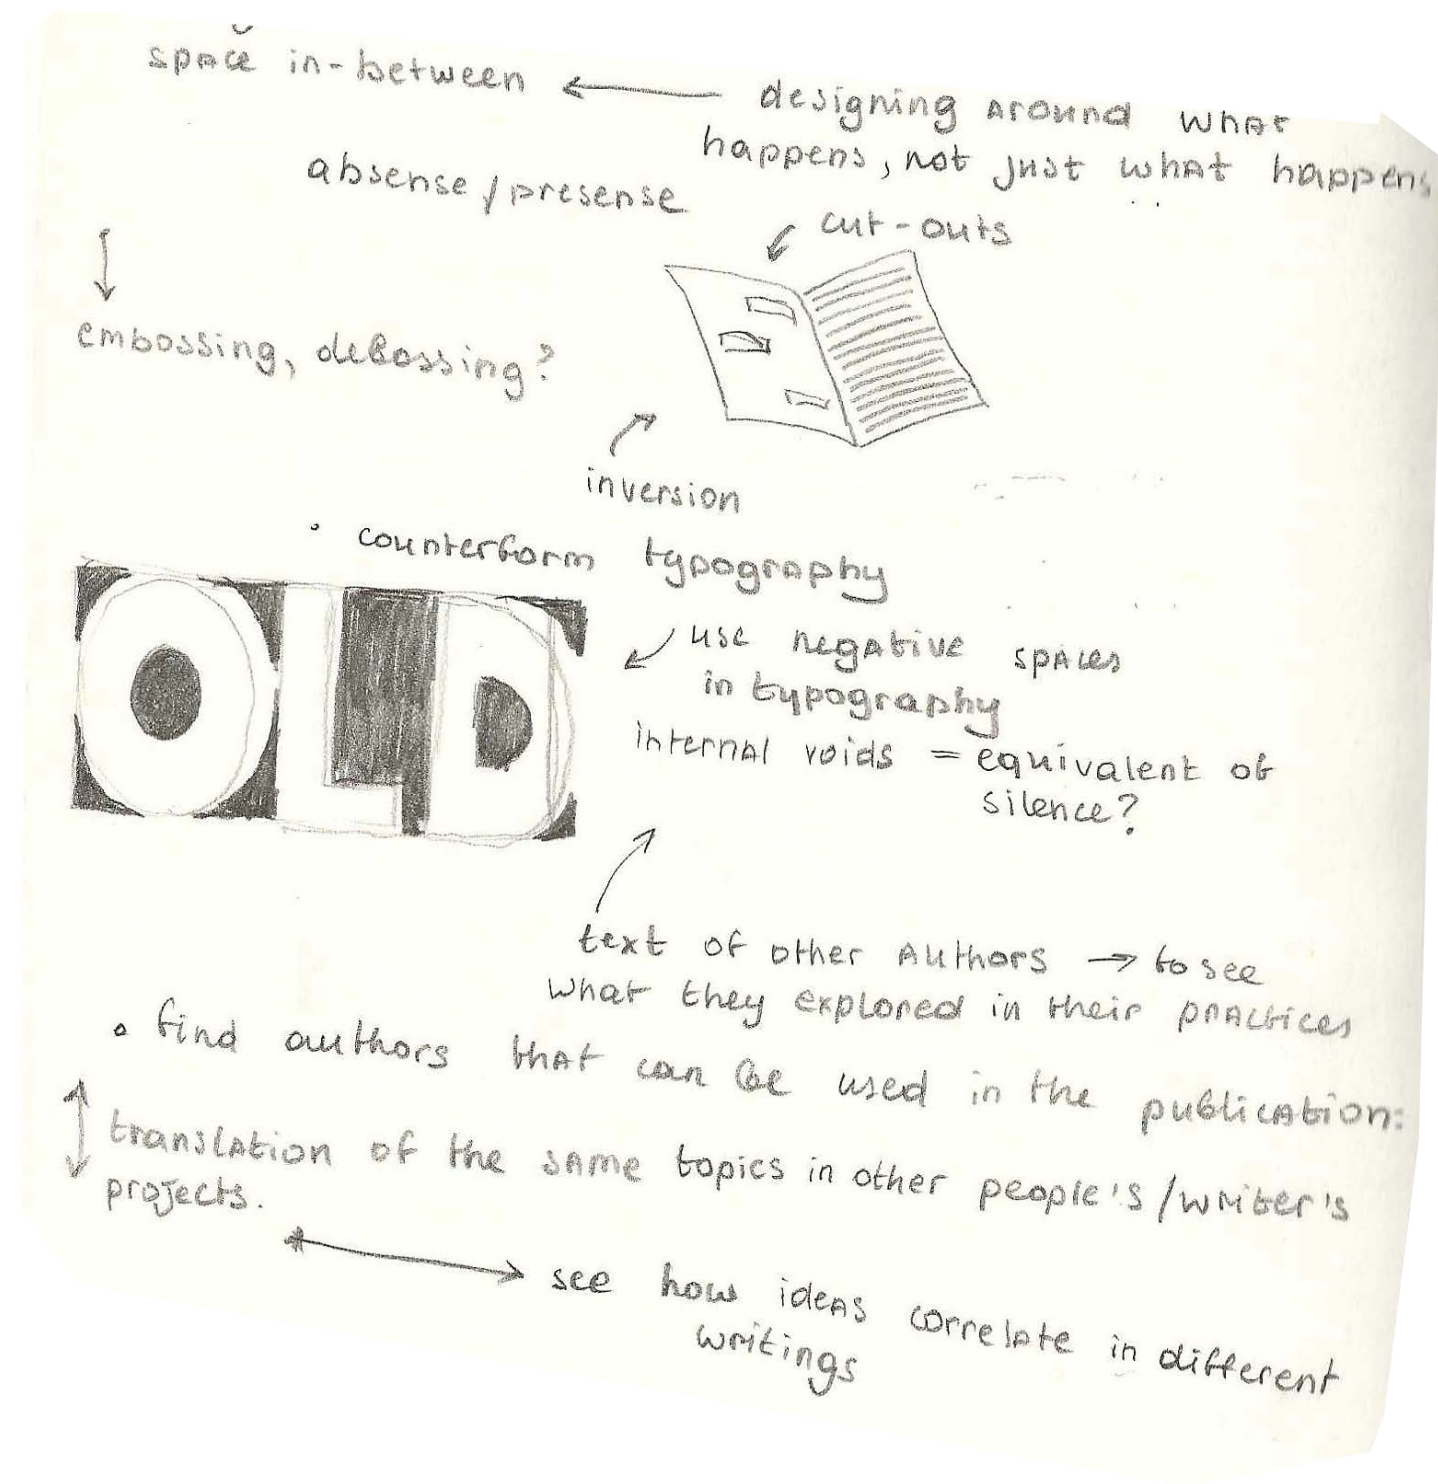 space in-between ← designing around what
happens, not just what happens
absense / presense
cut-outs
embossing, debossing?
inversion
• counterform typography
OLD
use negative spaces
in typography
internal voids = equivalent of
silence?
text of other authors → to see
what they explored in their practices
• find authors that can be used in the publication:
translation of the same topics in other people's / writer's
projects.
see how ideas correlate in different
writings